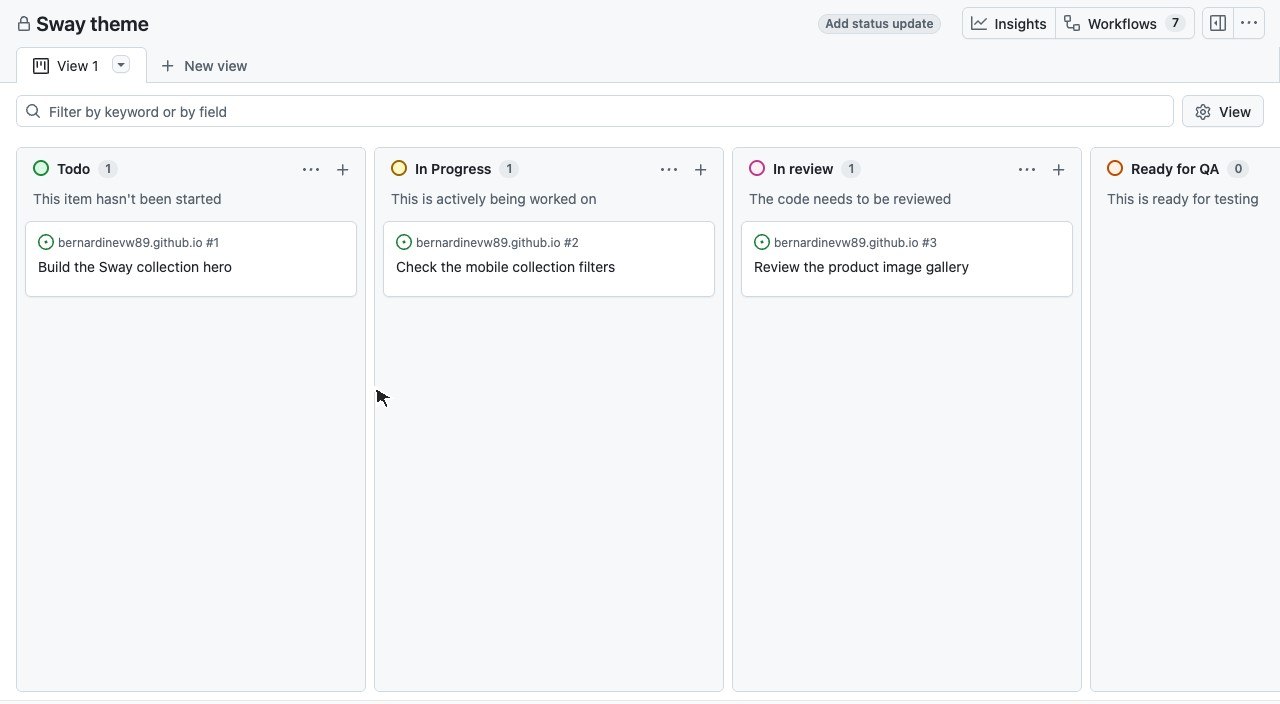 Sway theme
Add status update
Insights
Workflows 7
View 1
New view
Filter by keyword or by field
View
Todo 1
This item hasn't been started
bernardinevw89.github.io #1
Build the Sway collection hero
In Progress 1
This is actively being worked on
bernardinevw89.github.io #2
Check the mobile collection filters
In review 1
The code needs to be reviewed
bernardinevw89.github.io #3
Review the product image gallery
Ready for QA 0
This is ready for testing